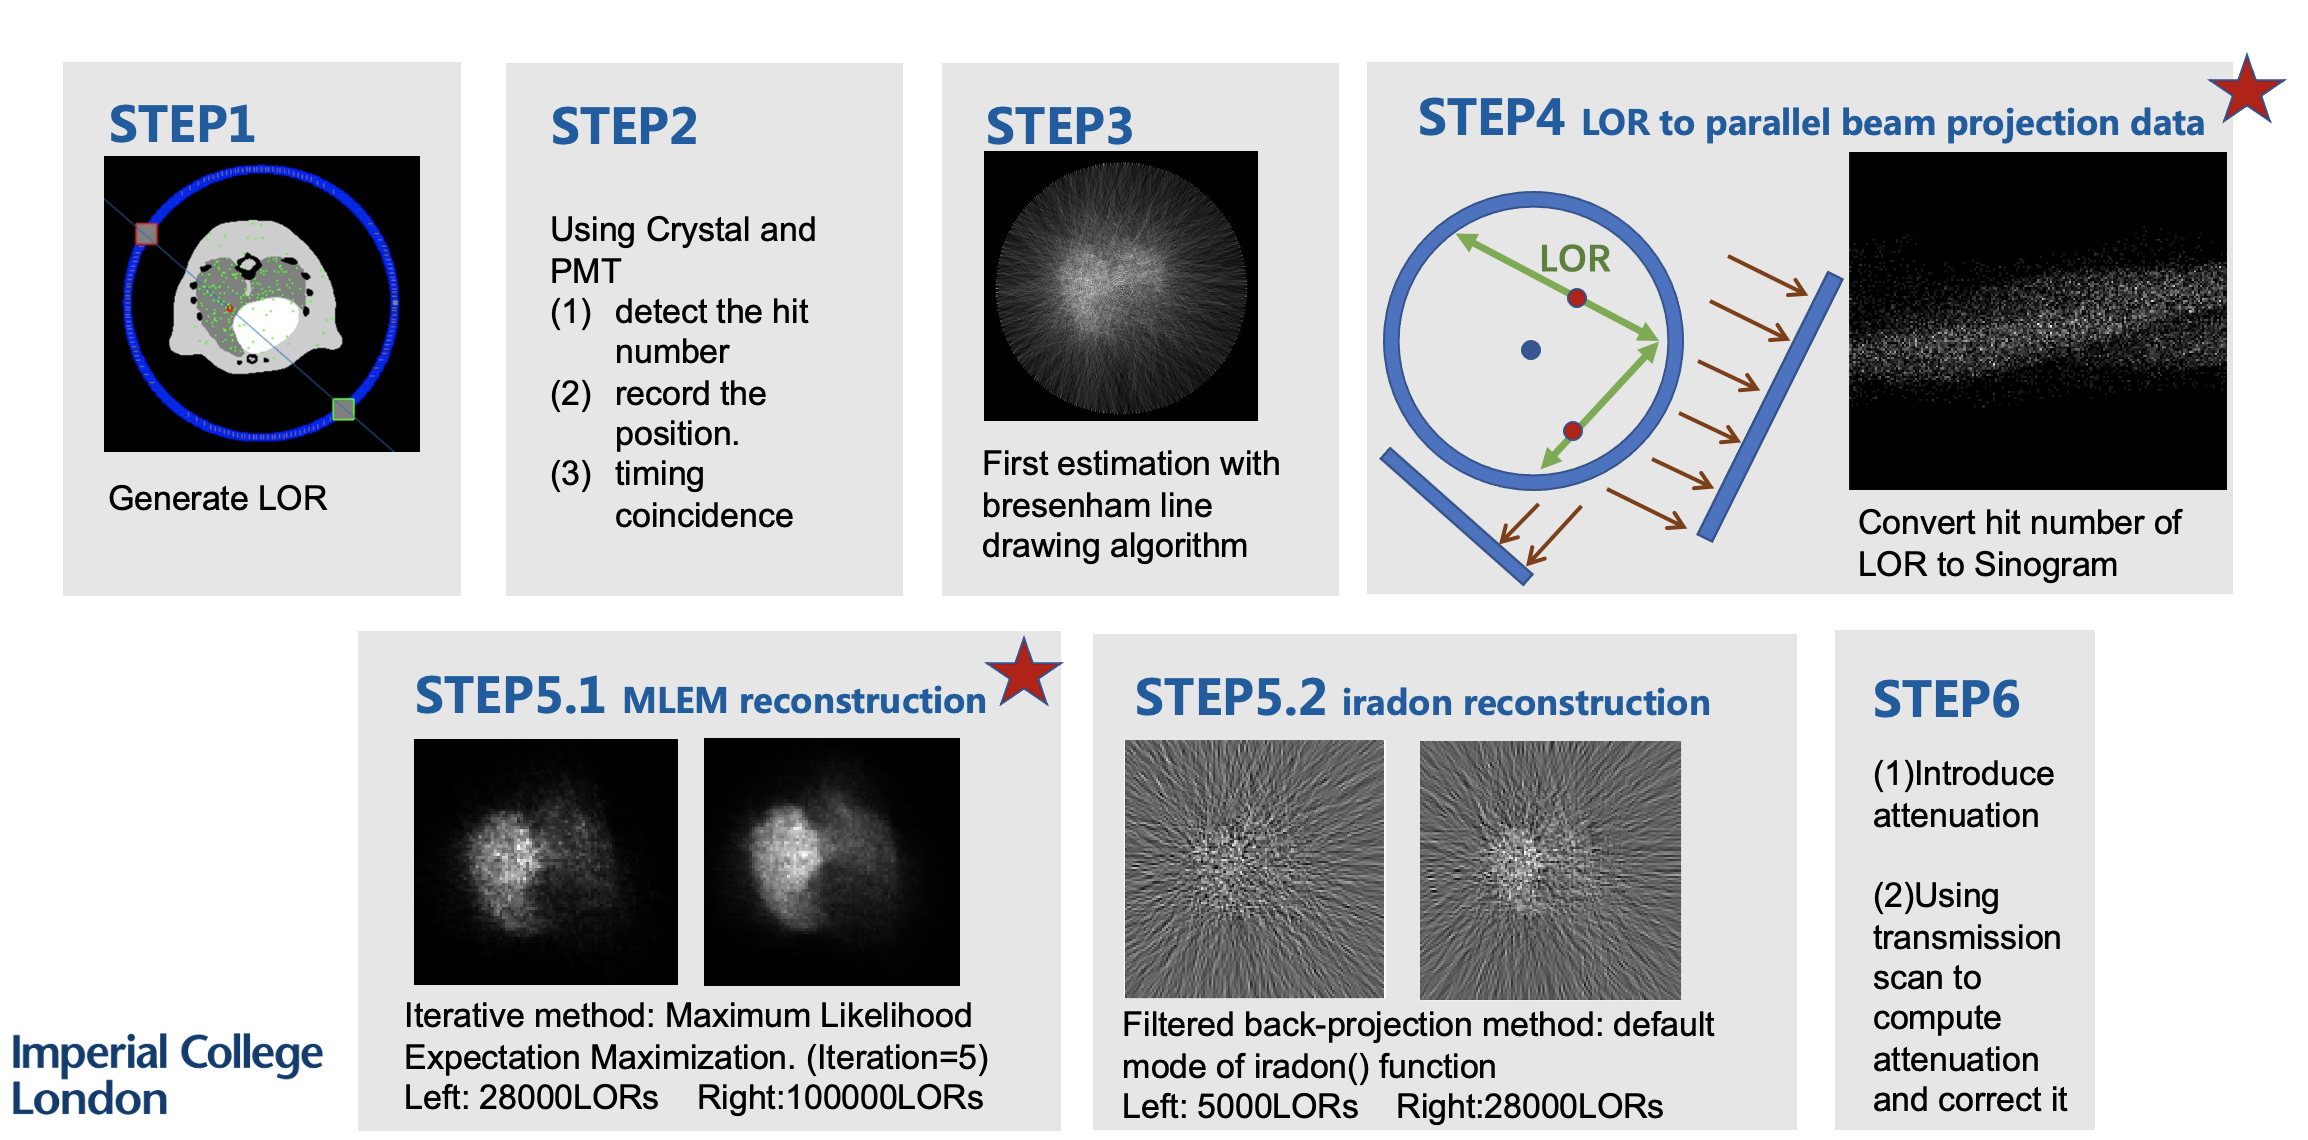 STEP1
Generate LOR
STEP2
Using Crystal and
PMT
(1) detect the hit
number
(2) record the
position.
(3) timing
coincidence
STEP3
First estimation with
bresenham line
drawing algorithm
STEP4 LOR to parallel beam projection data
LOR
Convert hit number of
LOR to Sinogram
STEP5.1 MLEM reconstruction
Iterative method: Maximum Likelihood
Expectation Maximization. (Iteration=5)
Left: 28000LORs Right:100000LORs
STEP5.2 iradon reconstruction
Filtered back-projection method: default
mode of iradon() function
Left: 5000LORs Right:28000LORs
STEP6
(1)Introduce
attenuation
(2)Using
transmission
scan to
compute
attenuation
and correct it
Imperial College
London